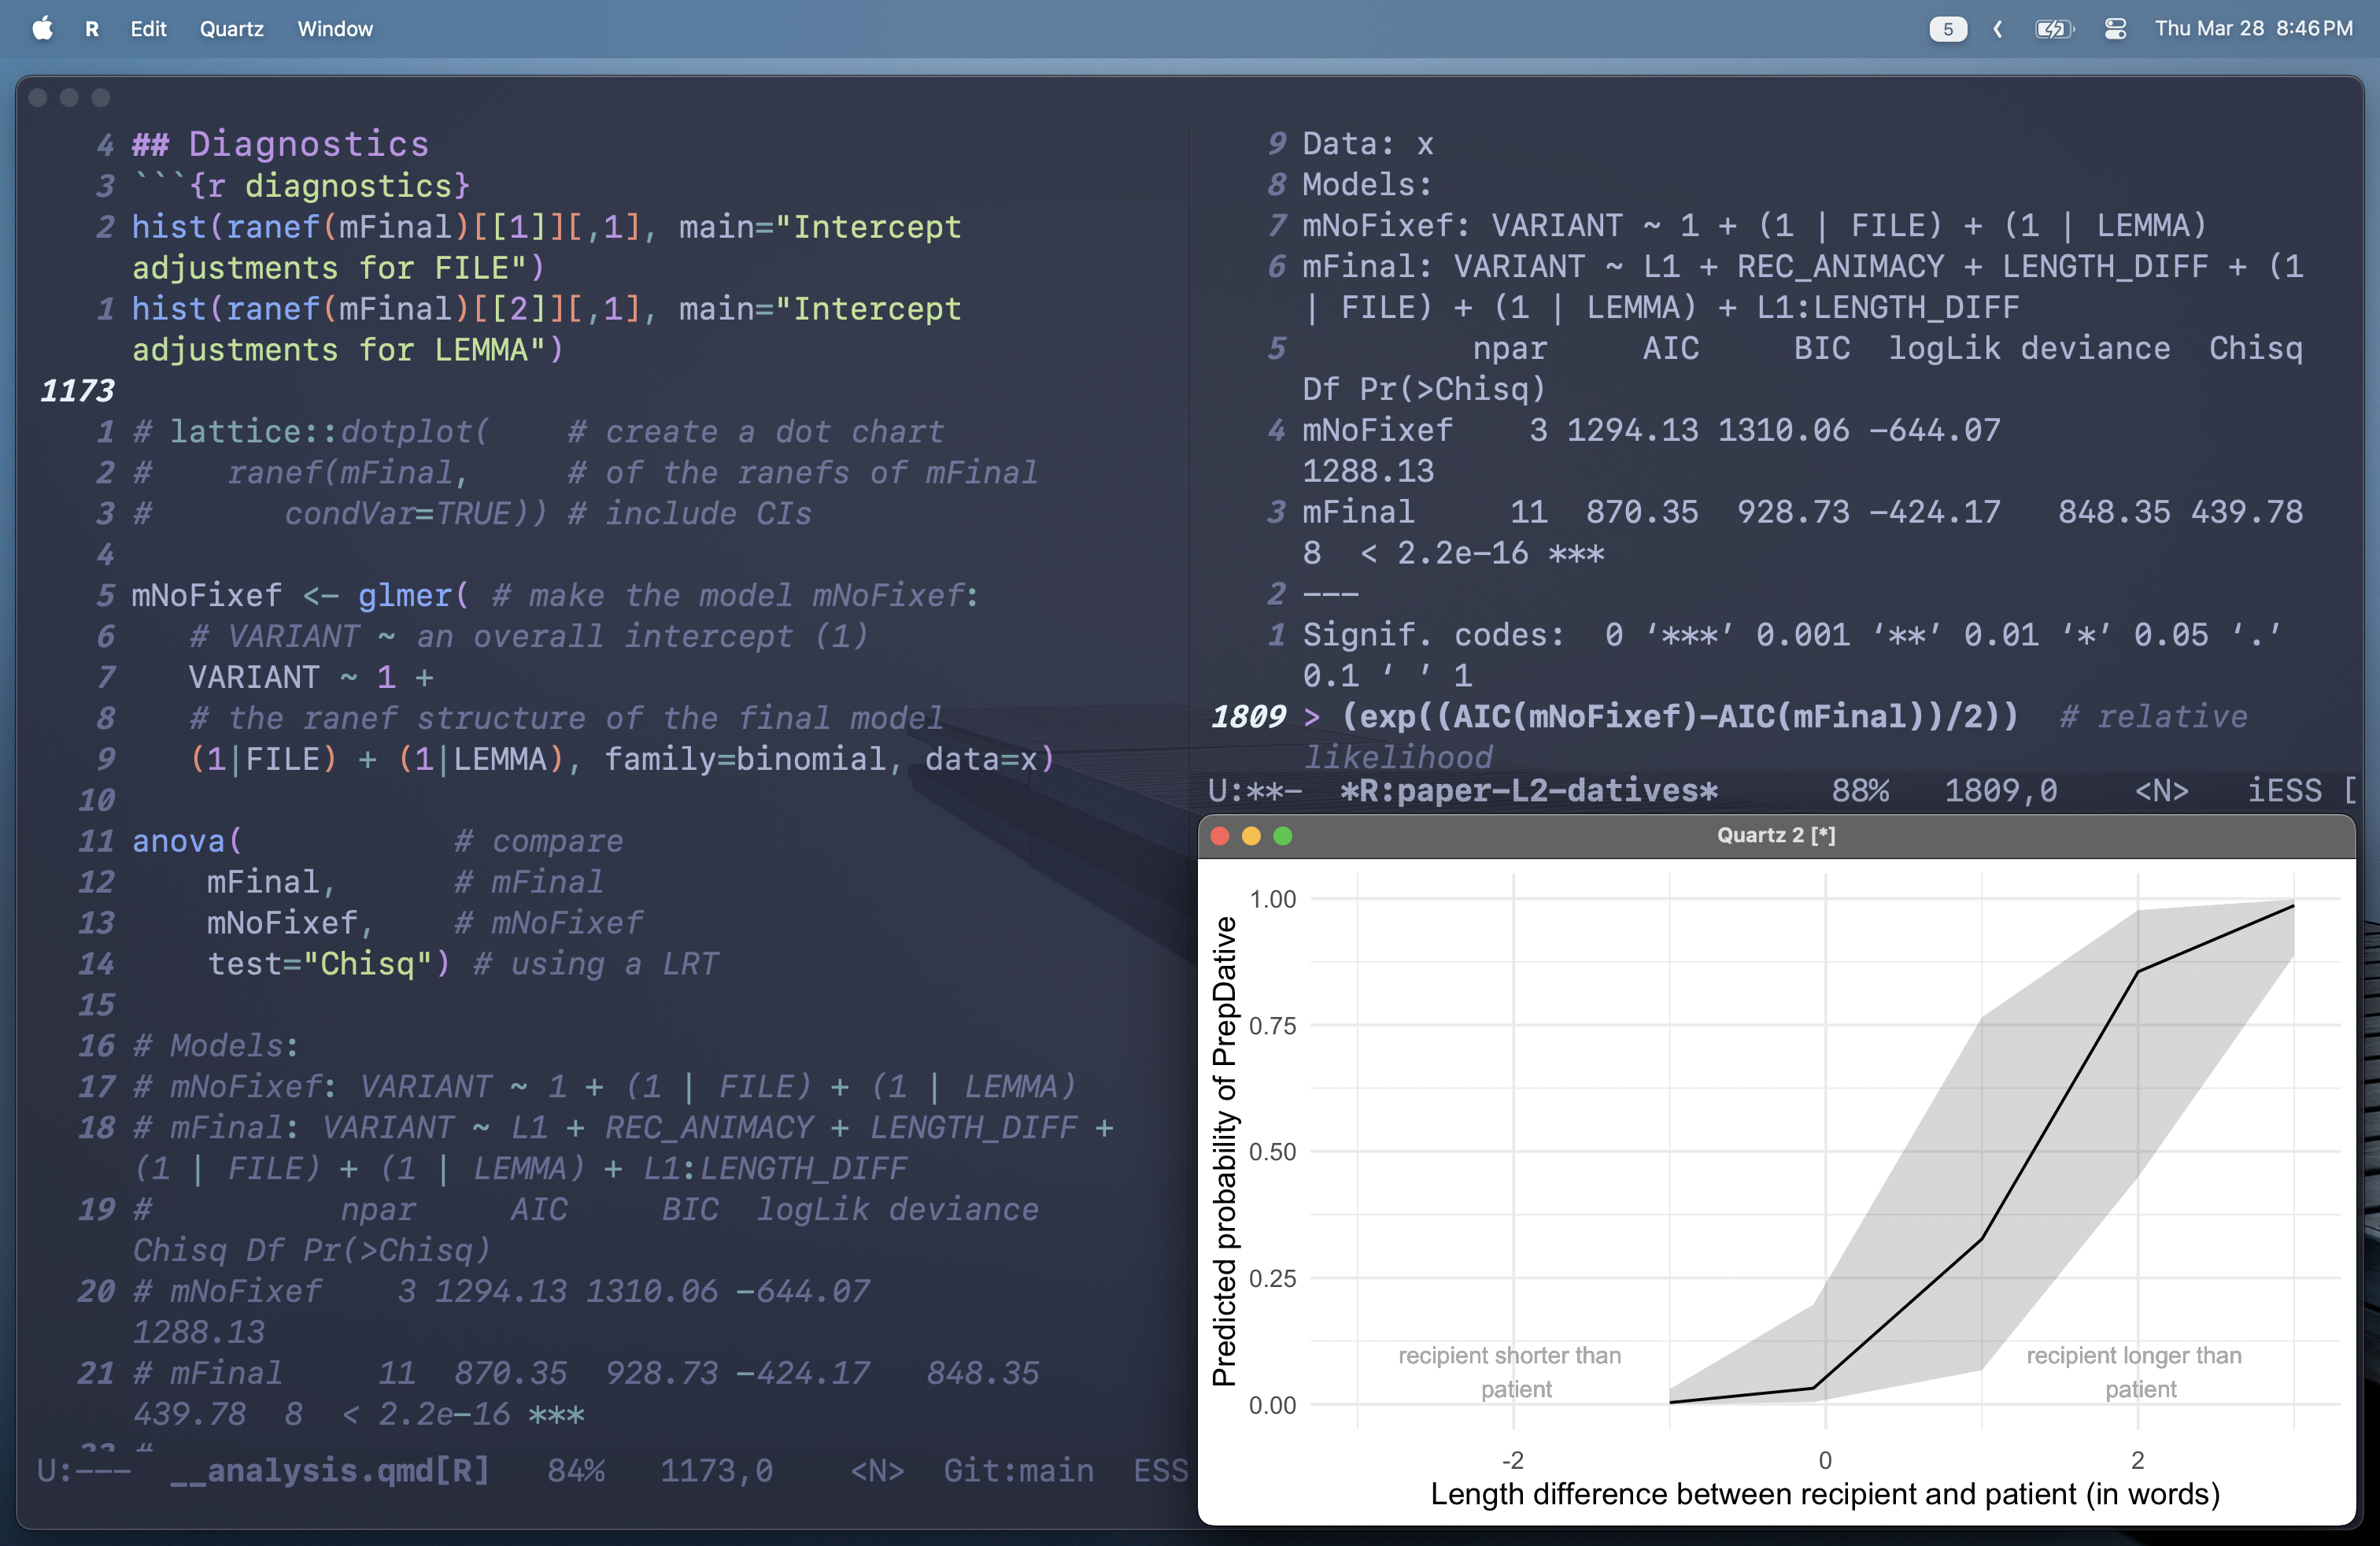 R Edit Quartz Window
5 Thu Mar 28 8:46 PM
4 ## Diagnostics
3 ```{r diagnostics}
2 hist(ranef(mFinal)[[1]][,1], main="Intercept
adjustments for FILE")
1 hist(ranef(mFinal)[[2]][,1], main="Intercept
adjustments for LEMMA")
1173
1 # lattice::dotplot(    # create a dot chart
2 #    ranef(mFinal,     # of the ranefs of mFinal
3 #       condVar=TRUE)) # include CIs
4
5 mNoFixef <- glmer( # make the model mNoFixef:
6    # VARIANT ~ an overall intercept (1)
7    VARIANT ~ 1 +
8    # the ranef structure of the final model
9    (1|FILE) + (1|LEMMA), family=binomial, data=x)
10
11 anova(           # compare
12     mFinal,      # mFinal
13     mNoFixef,    # mNoFixef
14     test="Chisq") # using a LRT
15
16 # Models:
17 # mNoFixef: VARIANT ~ 1 + (1 | FILE) + (1 | LEMMA)
18 # mFinal: VARIANT ~ L1 + REC_ANIMACY + LENGTH_DIFF +
(1 | FILE) + (1 | LEMMA) + L1:LENGTH_DIFF
19 #          npar     AIC     BIC  logLik deviance
Chisq Df Pr(>Chisq)
20 # mNoFixef    3 1294.13 1310.06 -644.07
1288.13
21 # mFinal     11  870.35  928.73 -424.17   848.35
439.78  8  < 2.2e-16 ***
22 #
U:---  __analysis.qmd[R]   84%   1173,0    <N>  Git:main  ESS
9 Data: x
8 Models:
7 mNoFixef: VARIANT ~ 1 + (1 | FILE) + (1 | LEMMA)
6 mFinal: VARIANT ~ L1 + REC_ANIMACY + LENGTH_DIFF + (1
| FILE) + (1 | LEMMA) + L1:LENGTH_DIFF
5          npar     AIC     BIC  logLik deviance  Chisq
Df Pr(>Chisq)
4 mNoFixef    3 1294.13 1310.06 -644.07
1288.13
3 mFinal     11  870.35  928.73 -424.17   848.35 439.78
8  < 2.2e-16 ***
2 ---
1 Signif. codes:  0 ‘***’ 0.001 ‘**’ 0.01 ‘*’ 0.05 ‘.’
0.1 ‘ ’ 1
1809 > (exp((AIC(mNoFixef)-AIC(mFinal))/2))  # relative
likelihood
U:**-  *R:paper-L2-datives*      88%   1809,0    <N>   iESS [
Quartz 2 [*]
Predicted probability of PrepDative
1.00
0.75
0.50
0.25
0.00
recipient shorter than
patient
recipient longer than
patient
-2 0 2
Length difference between recipient and patient (in words)